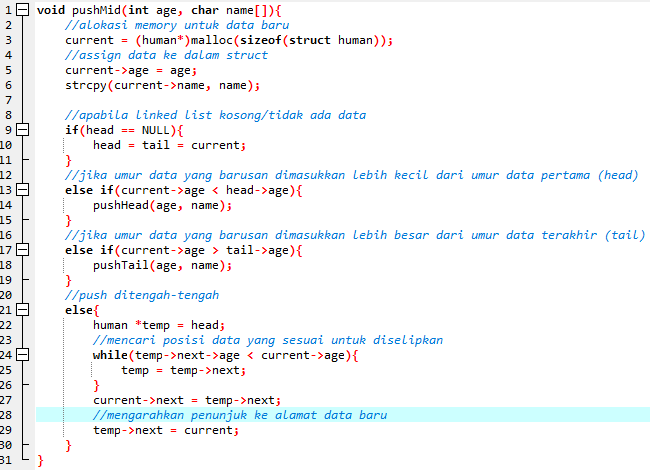 1 void pushMid(int age, char name[]){
2 //alokasi memory untuk data baru
3 current = (human*)malloc(sizeof(struct human));
4 //assign data ke dalam struct
5 current->age = age;
6 strcpy(current->name, name);
7
8 //apabila linked list kosong/tidak ada data
9 if(head == NULL){
10 head = tail = current;
11 }
12 //jika umur data yang barusan dimasukkan lebih kecil dari umur data pertama (head)
13 else if(current->age < head->age){
14 pushHead(age, name);
15 }
16 //jika umur data yang barusan dimasukkan lebih besar dari umur data terakhir (tail)
17 else if(current->age > tail->age){
18 pushTail(age, name);
19 }
20 //push ditengah-tengah
21 else{
22 human *temp = head;
23 //mencari posisi data yang sesuai untuk diselipkan
24 while(temp->next->age < current->age){
25 temp = temp->next;
26 }
27 current->next = temp->next;
28 //mengarahkan penunjuk ke alamat data baru
29 temp->next = current;
30 }
31 }